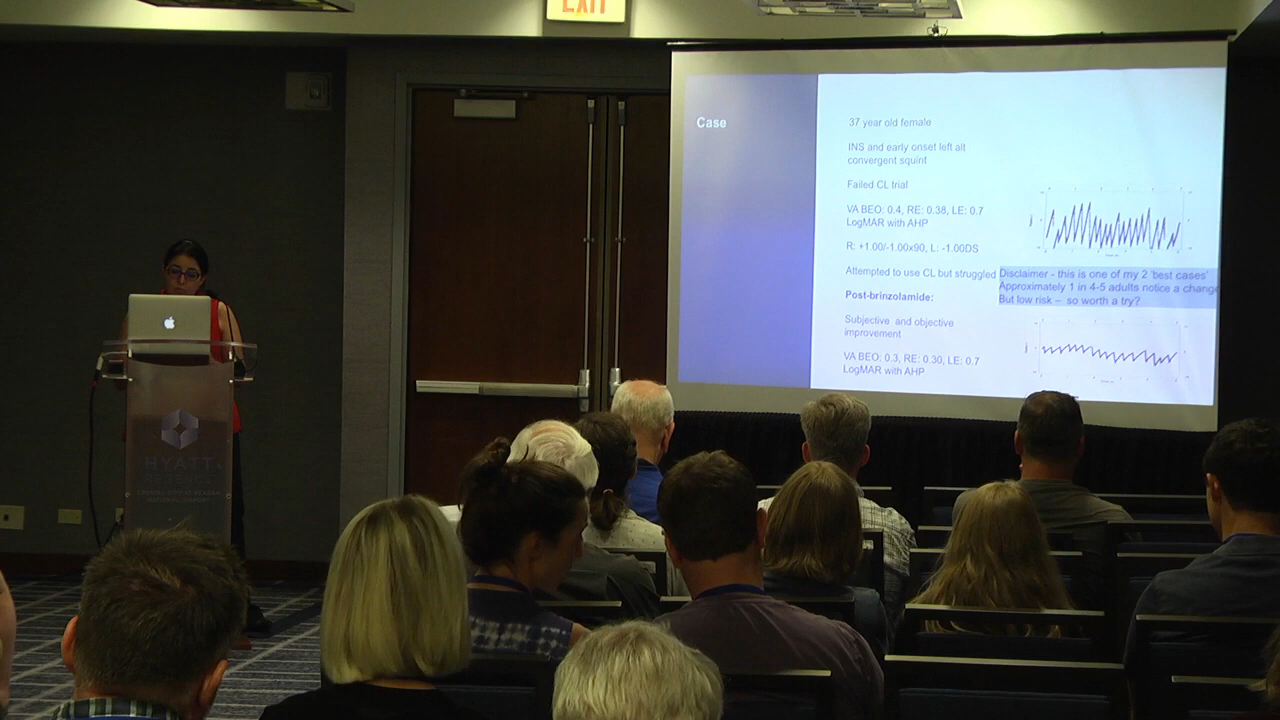 EXIT
Case
37 year old female
INS and early onset left alt
convergent squint
Failed CL trial
VA BEO: 0.4, RE: 0.38, LE: 0.7
LogMAR with AHP
R: +1.00/-1.00x90, L: -1.00DS
Attempted to use CL but struggled
Disclaimer - this is one of my 2 'best cases'
Approximately 1 in 4-5 adults notice a change
But low risk – so worth a try?
Post-brinzolamide:
Subjective and objective
improvement
VA BEO: 0.3, RE: 0.30, LE: 0.7
LogMAR with AHP
HYATT
REGENCY